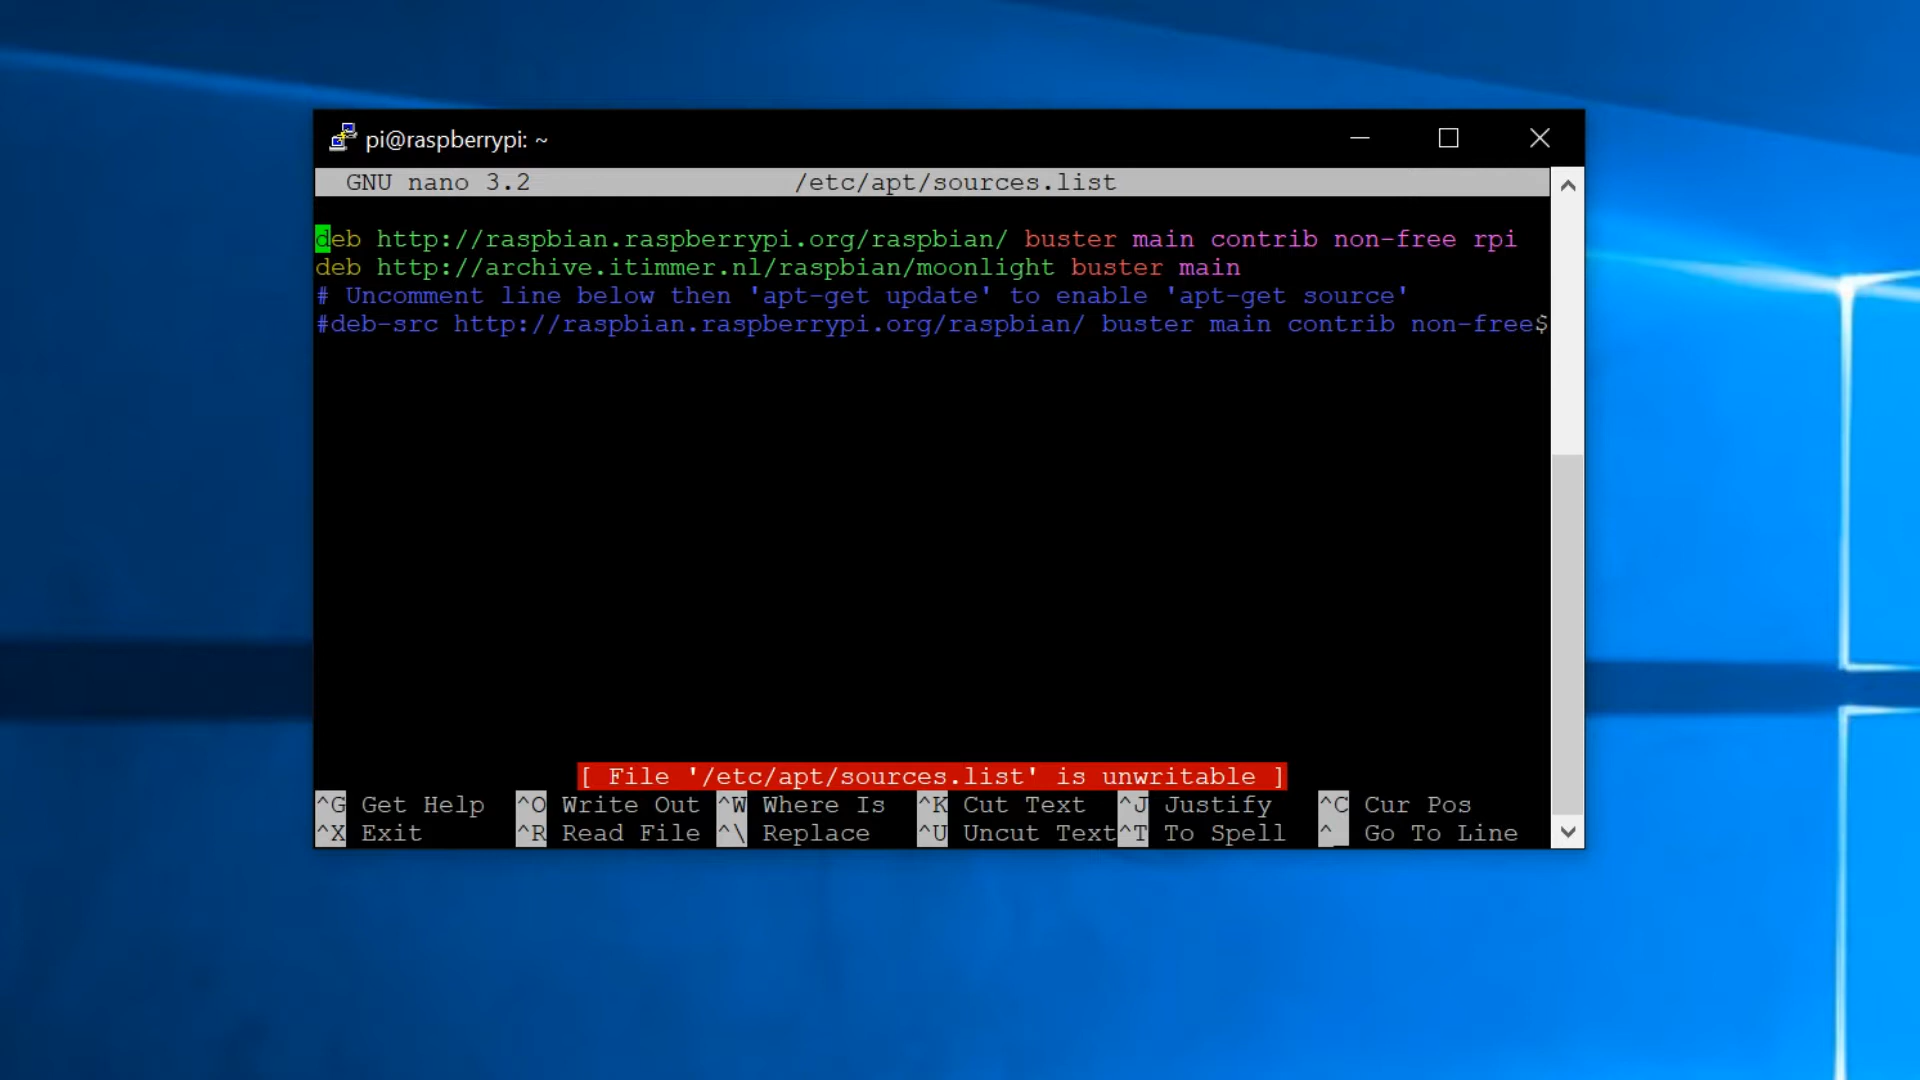 pi@raspberrypi: ~
GNU nano 3.2 /etc/apt/sources.list
deb http://raspbian.raspberrypi.org/raspbian/ buster main contrib non-free rpi
deb http://archive.itimmer.nl/raspbian/moonlight buster main
# Uncomment line below then 'apt-get update' to enable 'apt-get source'
#deb-src http://raspbian.raspberrypi.org/raspbian/ buster main contrib non-free$
[ File '/etc/apt/sources.list' is unwritable ]
^G Get Help ^O Write Out ^W Where Is ^K Cut Text ^J Justify ^C Cur Pos
^X Exit ^R Read File ^\ Replace ^U Uncut Text ^T To Spell ^_ Go To Line